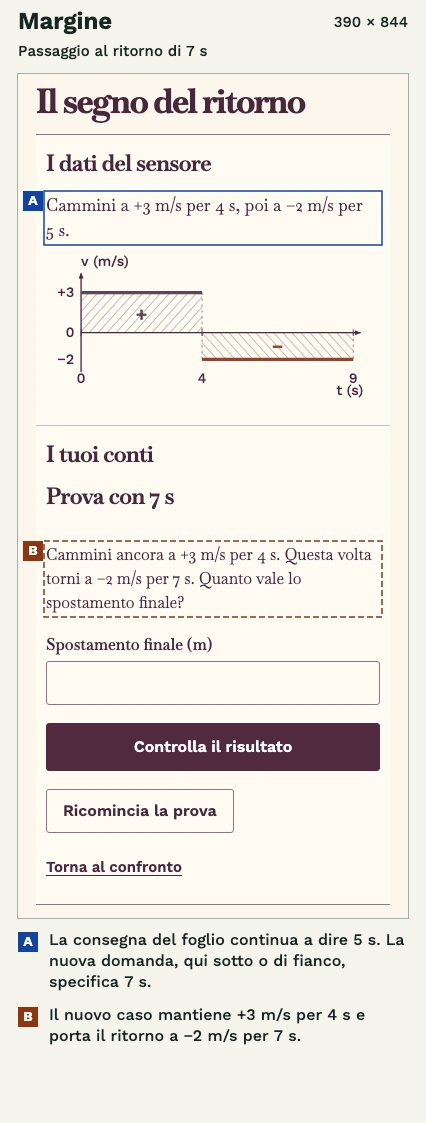 Margine
390 × 844
Passaggio al ritorno di 7 s
Il segno del ritorno
I dati del sensore
A
Cammini a +3 m/s per 4 s, poi a −2 m/s per
5 s.
v (m/s)
+3
+
0
−
−2
0
4
9
t (s)
I tuoi conti
Prova con 7 s
B
Cammini ancora a +3 m/s per 4 s. Questa volta
torni a −2 m/s per 7 s. Quanto vale lo
spostamento finale?
Spostamento finale (m)
Controlla il risultato
Ricomincia la prova
Torna al confronto
A
La consegna del foglio continua a dire 5 s. La
nuova domanda, qui sotto o di fianco,
specifica 7 s.
B
Il nuovo caso mantiene +3 m/s per 4 s e
porta il ritorno a −2 m/s per 7 s.